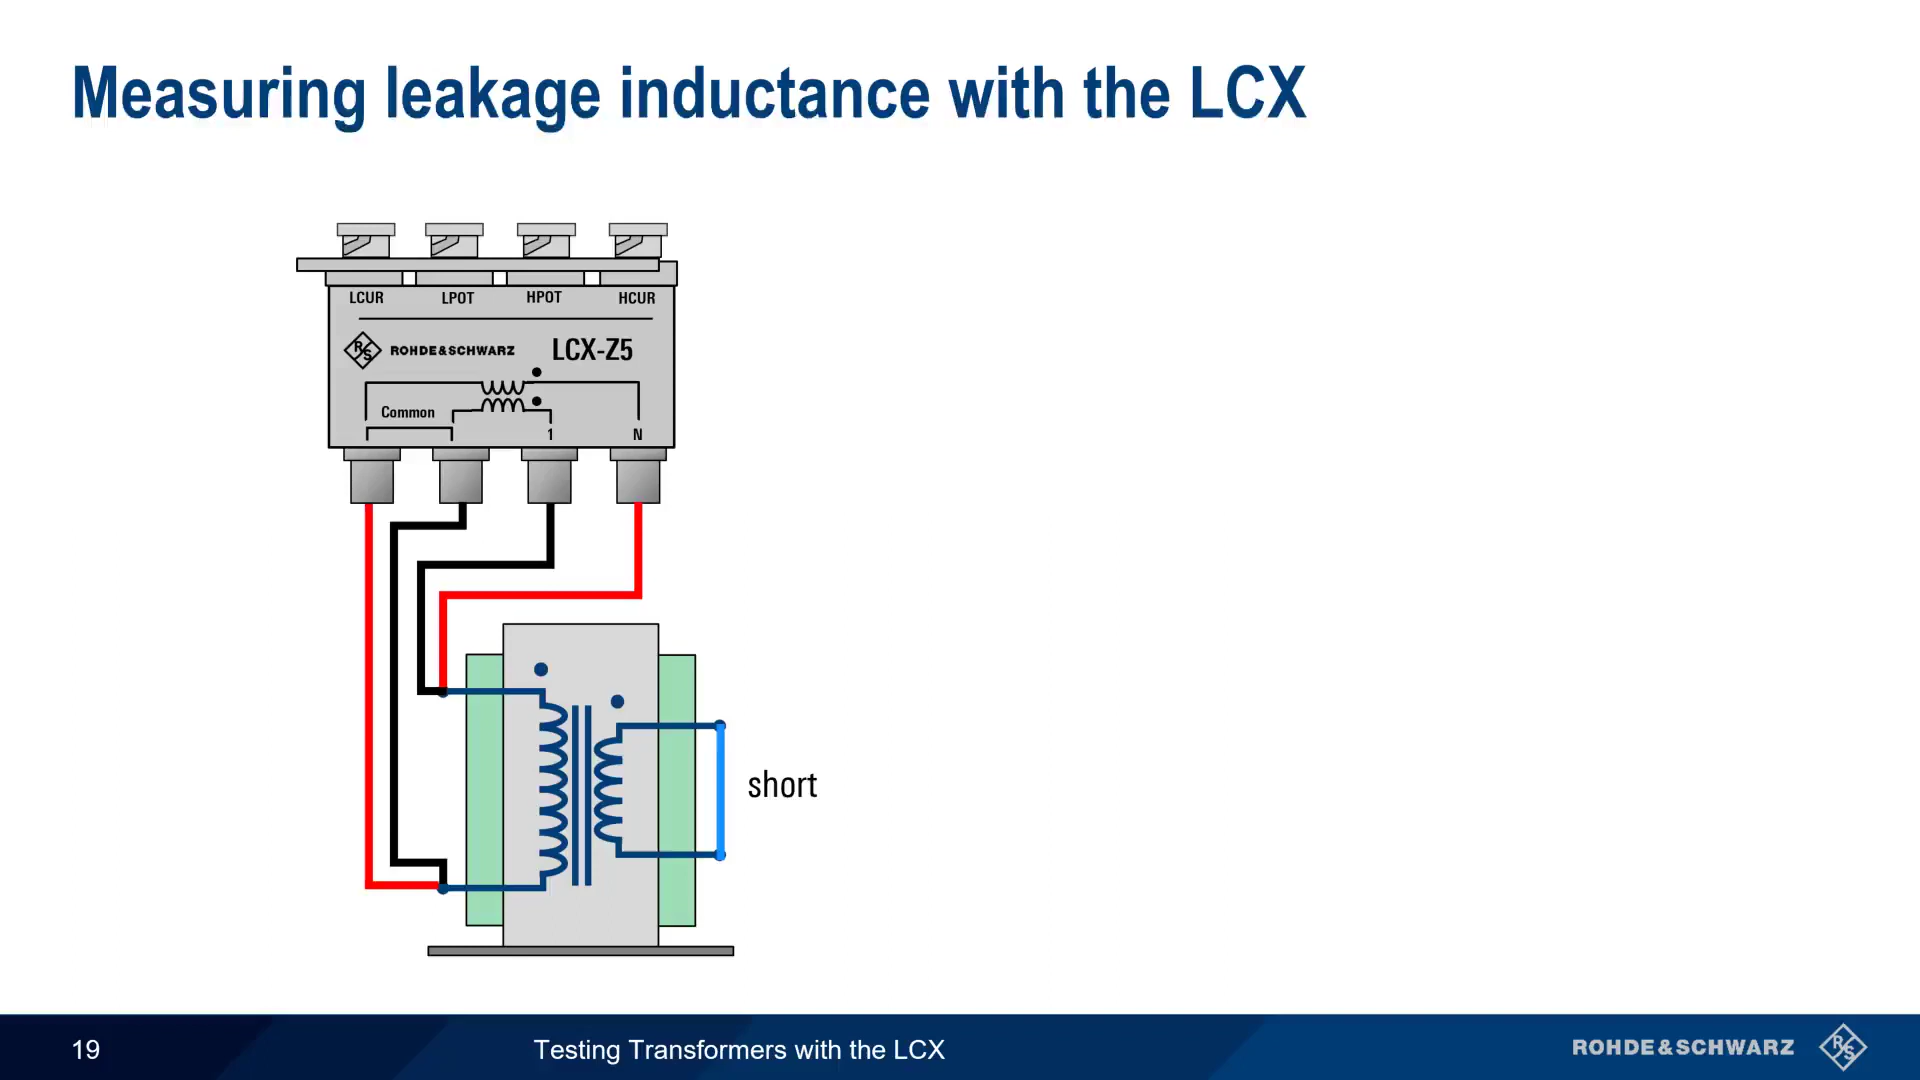 Measuring leakage inductance with the LCX
LCUR LPOT HPOT HCUR
R S ROHDE&SCHWARZ LCX-Z5
Common
1 N
short
19 Testing Transformers with the LCX ROHDE&SCHWARZ R S